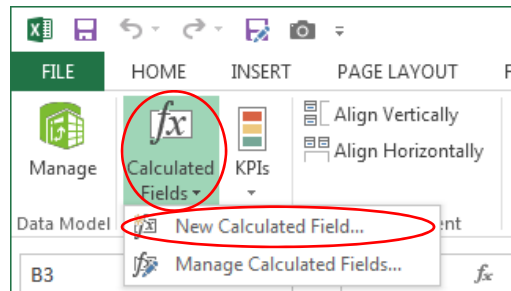 FILE HOME INSERT PAGE LAYOUT
Align Vertically
Align Horizontally
Manage Calculated Fields KPIs
Data Model
New Calculated Field...
Manage Calculated Fields...
B3 fx